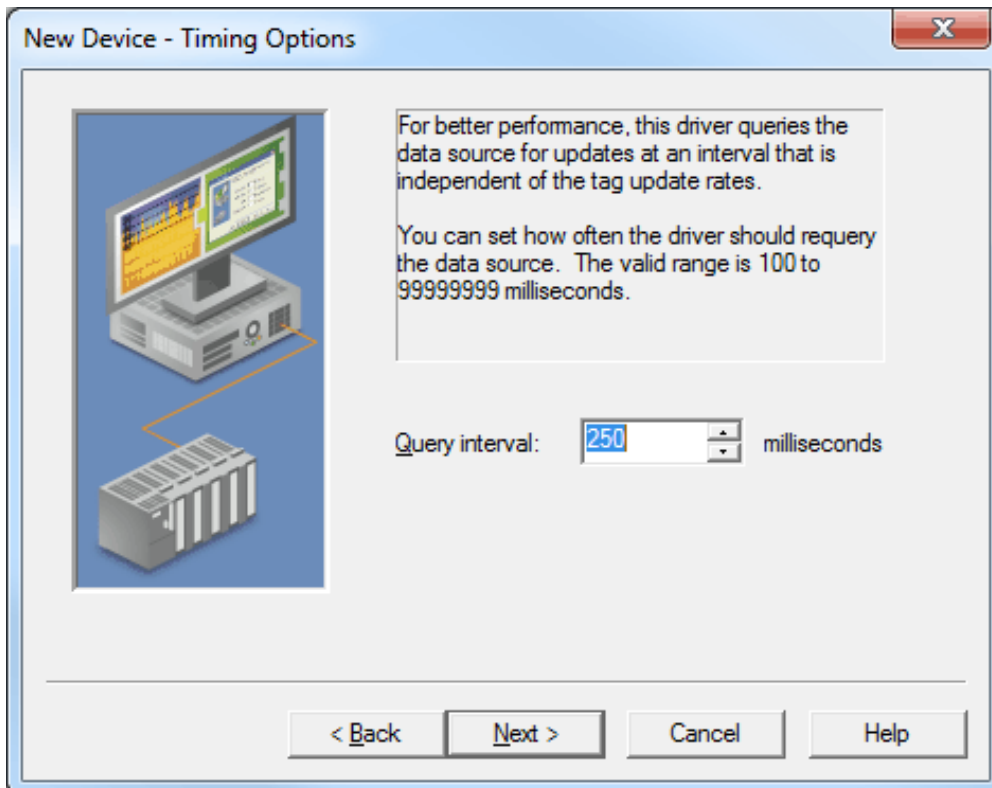 New Device - Timing Options
For better performance, this driver queries the
data source for updates at an interval that is
independent of the tag update rates.
You can set how often the driver should requery
the data source.  The valid range is 100 to
99999999 milliseconds.
Query interval: 250 milliseconds
< Back Next > Cancel Help